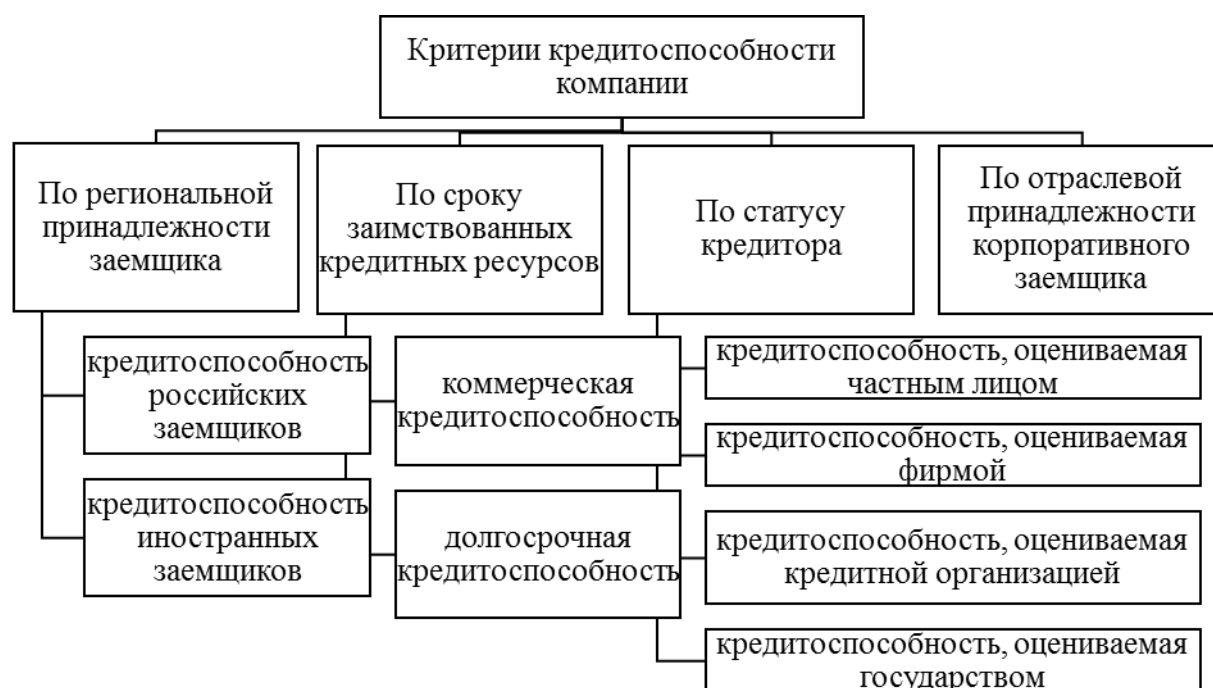 Критерии кредитоспособности
компании
По региональной
принадлежности
заемщика
По сроку
заимствованных
кредитных ресурсов
По статусу
кредитора
По отраслевой
принадлежности
корпоративного
заемщика
кредитоспособность
российских
заемщиков
кредитоспособность
иностранных
заемщиков
коммерческая
кредитоспособность
долгосрочная
кредитоспособность
кредитоспособность, оцениваемая
частным лицом
кредитоспособность, оцениваемая
фирмой
кредитоспособность, оцениваемая
кредитной организацией
кредитоспособность, оцениваемая
государством